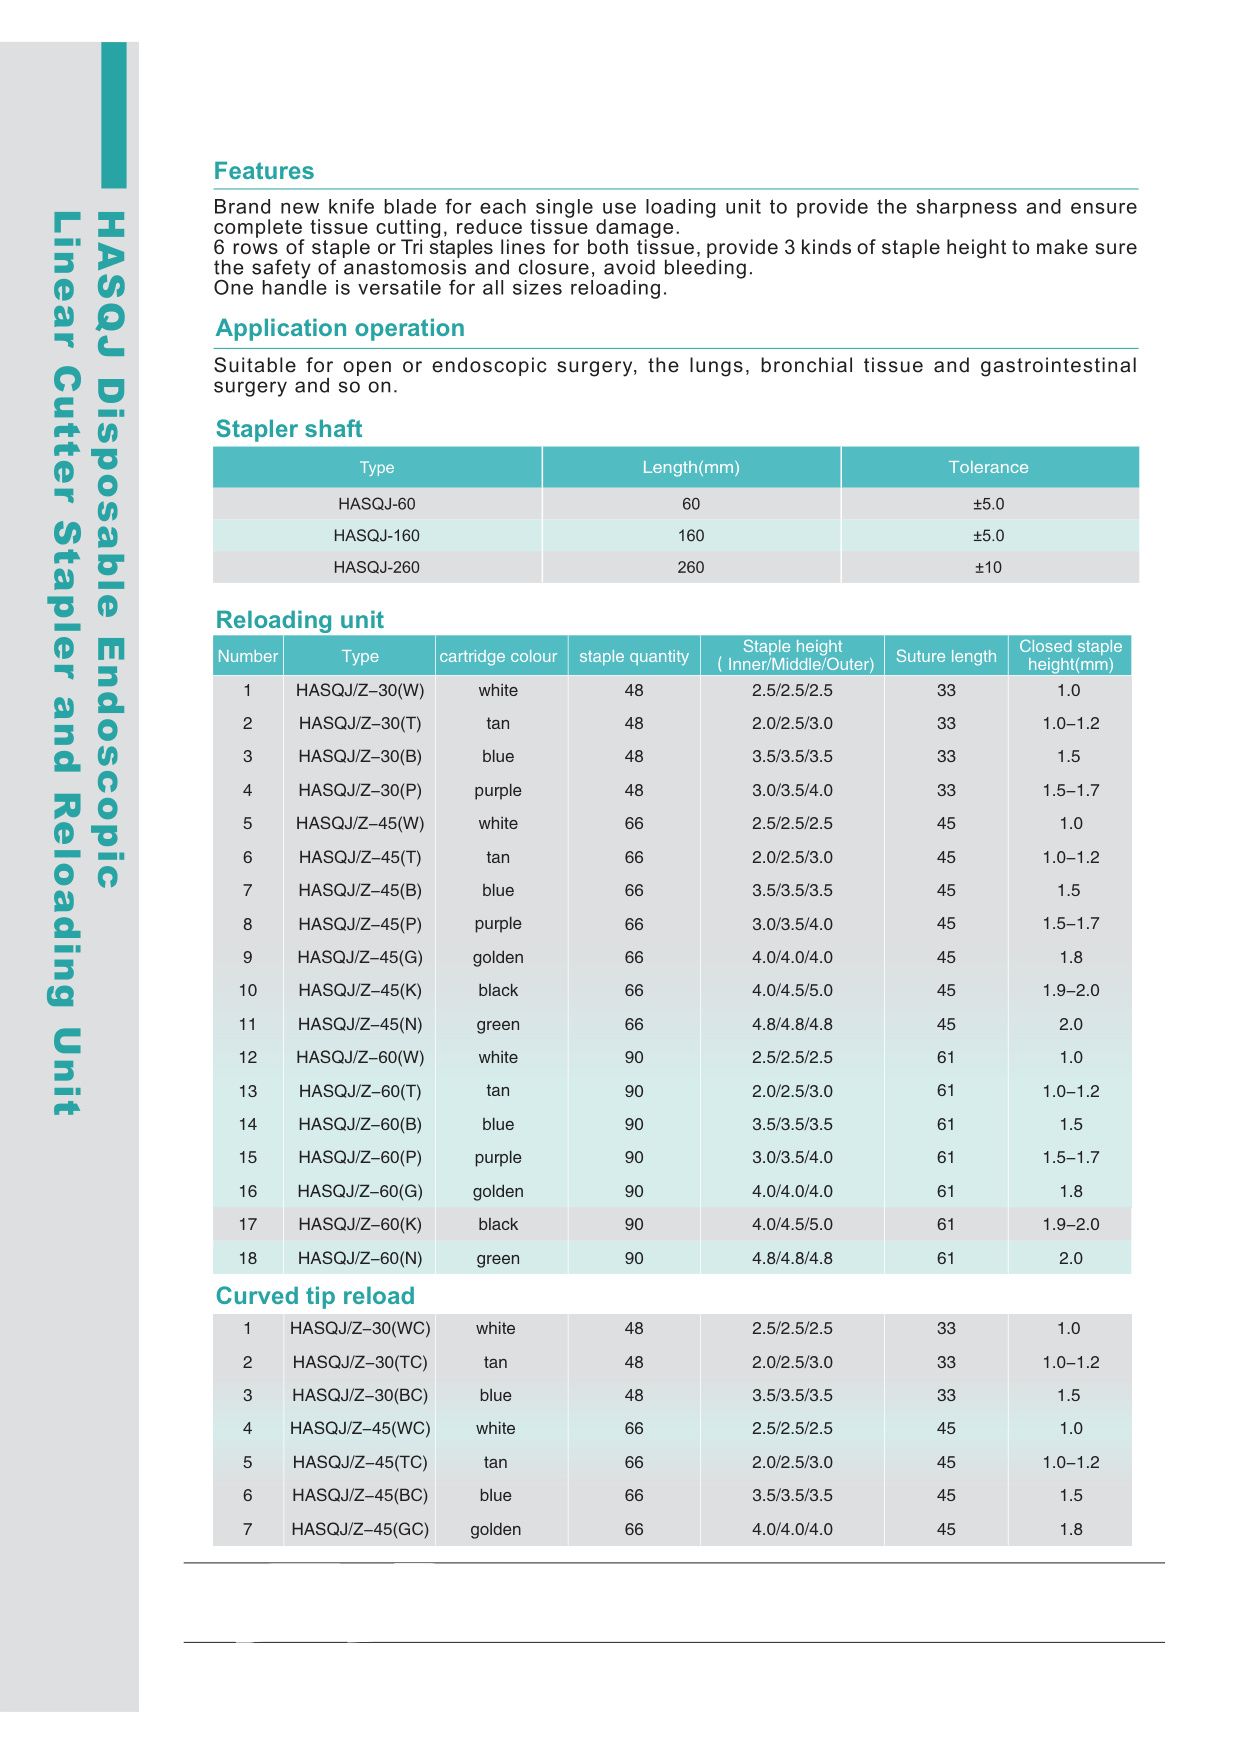 HASQJ Disposable Endoscopic
Linear Cutter Stapler and Reloading Unit
Features
Brand new knife blade for each single use loading unit to provide the sharpness and ensure
complete tissue cutting, reduce tissue damage.
6 rows of staple or Tri staples lines for both tissue, provide 3 kinds of staple height to make sure
the safety of anastomosis and closure, avoid bleeding.
One handle is versatile for all sizes reloading.
Application operation
Suitable for open or endoscopic surgery, the lungs, bronchial tissue and gastrointestinal
surgery and so on.
Stapler shaft
Type Length(mm) Tolerance
HASQJ-60 60 ±5.0
HASQJ-160 160 ±5.0
HASQJ-260 260 ±10
Reloading unit
Number Type cartridge colour staple quantity Staple height ( Inner/Middle/Outer) Suture length Closed staple height(mm)
1 HASQJ/Z–30(W) white 48 2.5/2.5/2.5 33 1.0
2 HASQJ/Z–30(T) tan 48 2.0/2.5/3.0 33 1.0–1.2
3 HASQJ/Z–30(B) blue 48 3.5/3.5/3.5 33 1.5
4 HASQJ/Z–30(P) purple 48 3.0/3.5/4.0 33 1.5–1.7
5 HASQJ/Z–45(W) white 66 2.5/2.5/2.5 45 1.0
6 HASQJ/Z–45(T) tan 66 2.0/2.5/3.0 45 1.0–1.2
7 HASQJ/Z–45(B) blue 66 3.5/3.5/3.5 45 1.5
8 HASQJ/Z–45(P) purple 66 3.0/3.5/4.0 45 1.5–1.7
9 HASQJ/Z–45(G) golden 66 4.0/4.0/4.0 45 1.8
10 HASQJ/Z–45(K) black 66 4.0/4.5/5.0 45 1.9–2.0
11 HASQJ/Z–45(N) green 66 4.8/4.8/4.8 45 2.0
12 HASQJ/Z–60(W) white 90 2.5/2.5/2.5 61 1.0
13 HASQJ/Z–60(T) tan 90 2.0/2.5/3.0 61 1.0–1.2
14 HASQJ/Z–60(B) blue 90 3.5/3.5/3.5 61 1.5
15 HASQJ/Z–60(P) purple 90 3.0/3.5/4.0 61 1.5–1.7
16 HASQJ/Z–60(G) golden 90 4.0/4.0/4.0 61 1.8
17 HASQJ/Z–60(K) black 90 4.0/4.5/5.0 61 1.9–2.0
18 HASQJ/Z–60(N) green 90 4.8/4.8/4.8 61 2.0
Curved tip reload
1 HASQJ/Z–30(WC) white 48 2.5/2.5/2.5 33 1.0
2 HASQJ/Z–30(TC) tan 48 2.0/2.5/3.0 33 1.0–1.2
3 HASQJ/Z–30(BC) blue 48 3.5/3.5/3.5 33 1.5
4 HASQJ/Z–45(WC) white 66 2.5/2.5/2.5 45 1.0
5 HASQJ/Z–45(TC) tan 66 2.0/2.5/3.0 45 1.0–1.2
6 HASQJ/Z–45(BC) blue 66 3.5/3.5/3.5 45 1.5
7 HASQJ/Z–45(GC) golden 66 4.0/4.0/4.0 45 1.8